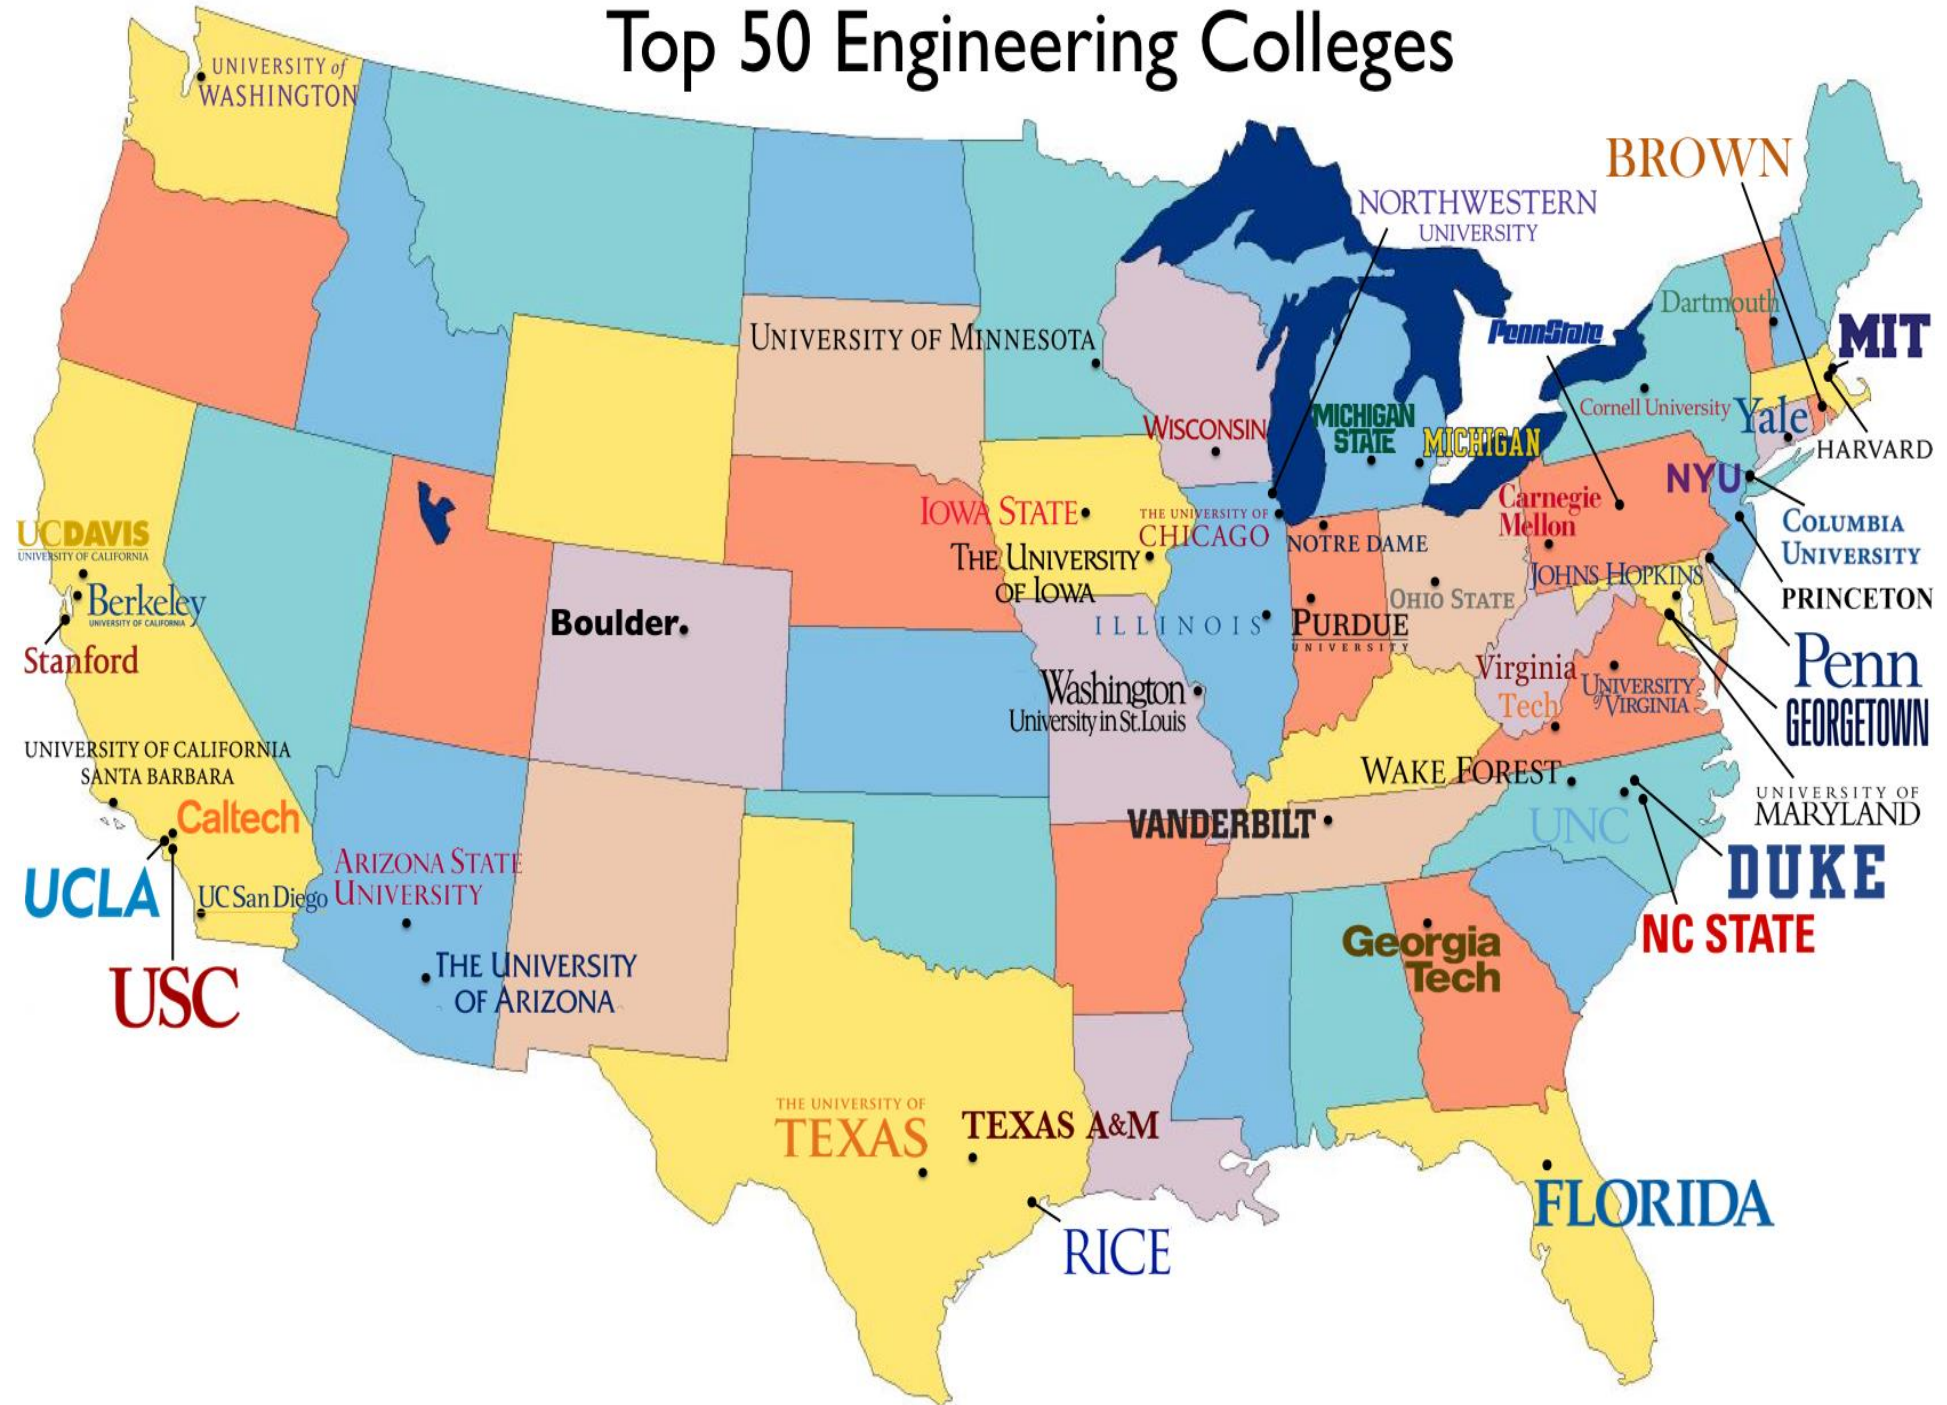 Top 50 Engineering Colleges
UNIVERSITY of
WASHINGTON
BROWN
NORTHWESTERN
UNIVERSITY
Dartmouth
PennState
MIT
UNIVERSITY OF MINNESOTA
Cornell University
Yale
WISCONSIN
MICHIGAN
STATE
MICHIGAN
HARVARD
NYU
IOWA STATE
THE UNIVERSITY OF
CHICAGO
Carnegie
Mellon
COLUMBIA
UNIVERSITY
UCDAVIS
UNIVERSITY OF CALIFORNIA
NOTRE DAME
THE UNIVERSITY
OF IOWA
JOHNS HOPKINS
PRINCETON
Berkeley
UNIVERSITY OF CALIFORNIA
Boulder
ILLINOIS
PURDUE
UNIVERSITY
OHIO STATE
Stanford
Penn
Virginia
Tech
UNIVERSITY
of VIRGINIA
Washington
University in St.Louis
GEORGETOWN
UNIVERSITY OF CALIFORNIA
SANTA BARBARA
WAKE FOREST
UNIVERSITY OF
MARYLAND
Caltech
VANDERBILT
UNC
UCLA
ARIZONA STATE
UNIVERSITY
UC San Diego
DUKE
NC STATE
Georgia
Tech
THE UNIVERSITY
OF ARIZONA
USC
THE UNIVERSITY OF
TEXAS
TEXAS A&M
FLORIDA
RICE